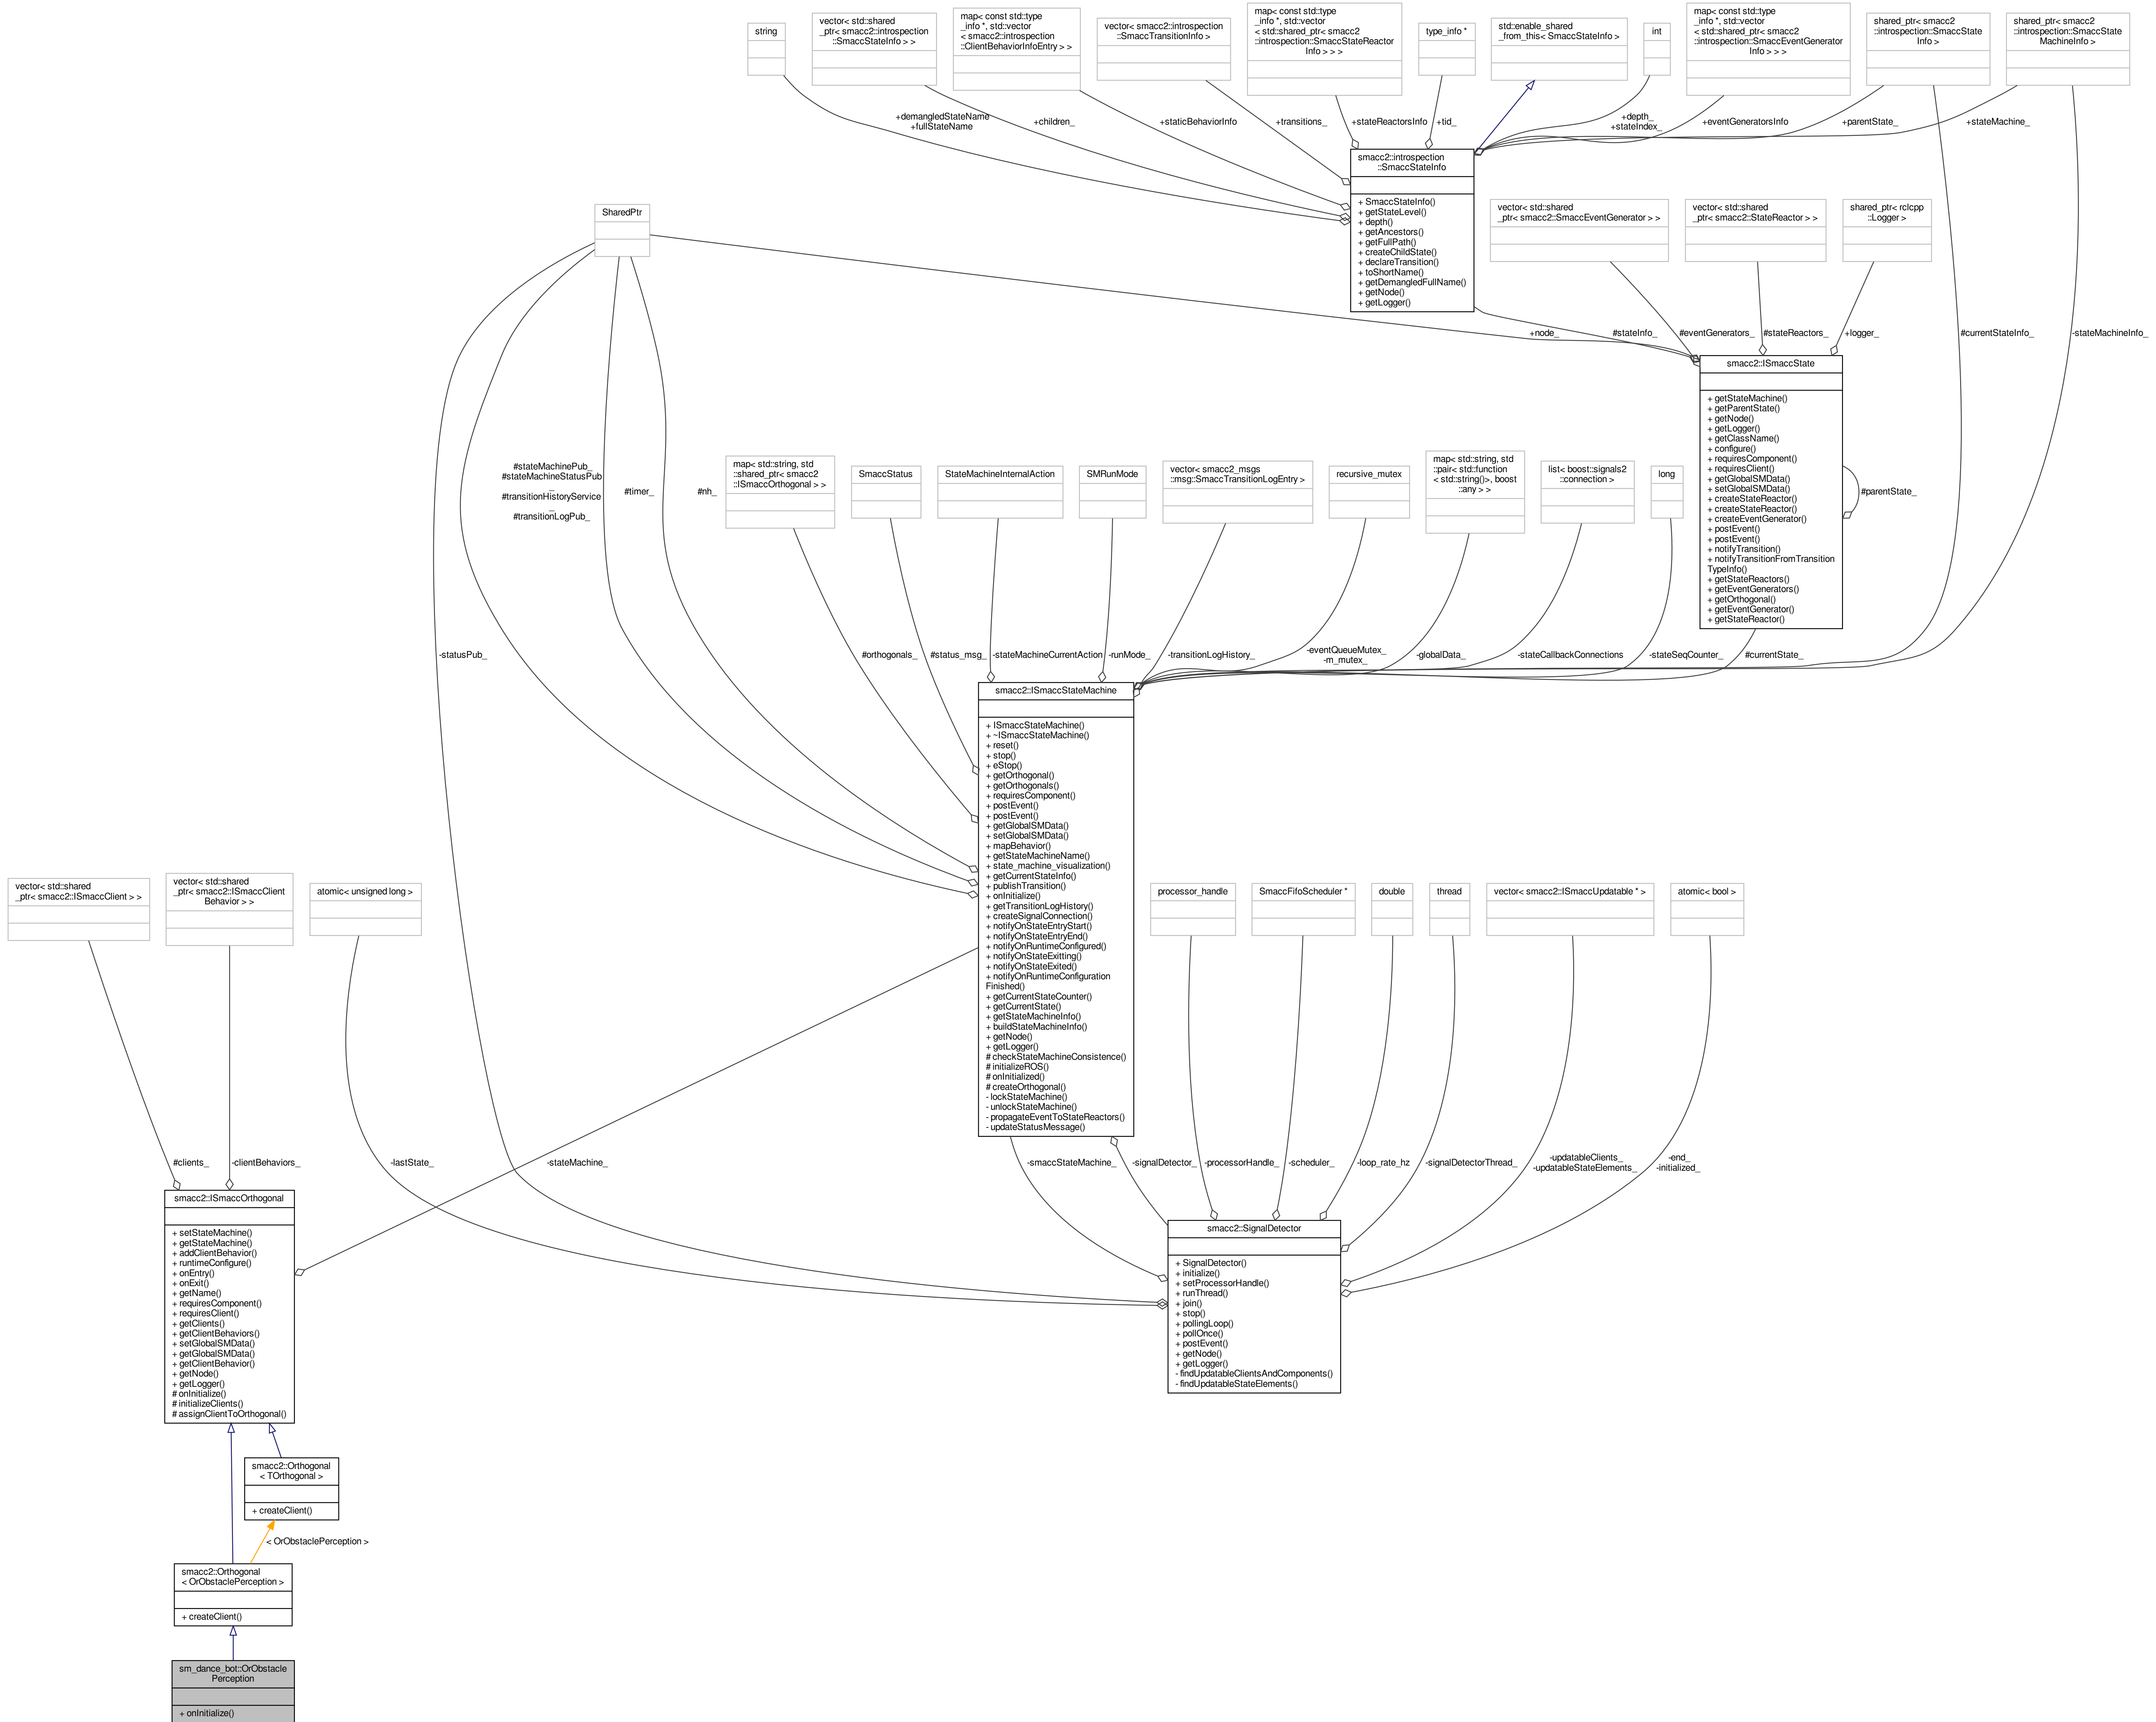 string
vector< std::shared
_ptr< smacc2::introspection
::SmaccStateInfo > >
map< const std::type
_info *, std::vector
< smacc2::introspection
::ClientBehaviorInfoEntry > >
vector< smacc2::introspection
::SmaccTransitionInfo >
map< const std::type
_info *, std::vector
< std::shared_ptr< smacc2
::introspection::SmaccStateReactor
Info > > >
type_info *
std::enable_shared
_from_this< SmaccStateInfo >
int
map< const std::type
_info *, std::vector
< std::shared_ptr< smacc2
::introspection::SmaccEventGenerator
Info > > >
shared_ptr< smacc2
::introspection::SmaccState
Info >
shared_ptr< smacc2
::introspection::SmaccState
MachineInfo >
+demangledStateName
+fullStateName
+children_
+staticBehaviorInfo
+transitions_
+stateReactorsInfo
+tid_
+depth_
+stateIndex_
+eventGeneratorsInfo
+parentState_
+stateMachine_
smacc2::introspection
::SmaccStateInfo
+ SmaccStateInfo()
+ getStateLevel()
+ depth()
+ getAncestors()
+ getFullPath()
+ createChildState()
+ declareTransition()
+ toShortName()
+ getDemangledFullName()
+ getNode()
+ getLogger()
SharedPtr
vector< std::shared
_ptr< smacc2::SmaccEventGenerator > >
vector< std::shared
_ptr< smacc2::StateReactor > >
shared_ptr< rclcpp
::Logger >
+node_
#stateInfo_
#eventGenerators_
#stateReactors_
+logger_
#currentStateInfo_
-stateMachineInfo_
smacc2::ISmaccState
+ getStateMachine()
+ getParentState()
+ getNode()
+ getLogger()
+ getClassName()
+ configure()
+ requiresComponent()
+ requiresClient()
+ getGlobalSMData()
+ setGlobalSMData()
+ createStateReactor()
+ createStateReactor()
+ createEventGenerator()
+ postEvent()
+ postEvent()
+ notifyTransition()
+ notifyTransitionFromTransition
TypeInfo()
+ getStateReactors()
+ getEventGenerators()
+ getOrthogonal()
+ getEventGenerator()
+ getStateReactor()
#parentState_
#stateMachinePub_
#stateMachineStatusPub
_
#transitionHistoryService
_
#transitionLogPub_
#timer_
#nh_
map< std::string, std
::shared_ptr< smacc2
::ISmaccOrthogonal > >
SmaccStatus
StateMachineInternalAction
SMRunMode
vector< smacc2_msgs
::msg::SmaccTransitionLogEntry >
recursive_mutex
map< std::string, std
::pair< std::function
< std::string()>, boost
::any > >
list< boost::signals2
::connection >
long
-statusPub_
#orthogonals_
#status_msg_
-stateMachineCurrentAction
-runMode_
-transitionLogHistory_
-eventQueueMutex_
-m_mutex_
-globalData_
-stateCallbackConnections
-stateSeqCounter_
#currentState_
smacc2::ISmaccStateMachine
+ ISmaccStateMachine()
+ ~ISmaccStateMachine()
+ reset()
+ stop()
+ eStop()
+ getOrthogonal()
+ getOrthogonals()
+ requiresComponent()
+ postEvent()
+ postEvent()
+ getGlobalSMData()
+ setGlobalSMData()
+ mapBehavior()
+ getStateMachineName()
+ state_machine_visualization()
+ getCurrentStateInfo()
+ publishTransition()
+ onInitialize()
+ getTransitionLogHistory()
+ createSignalConnection()
+ notifyOnStateEntryStart()
+ notifyOnStateEntryEnd()
+ notifyOnRuntimeConfigured()
+ notifyOnStateExitting()
+ notifyOnStateExited()
+ notifyOnRuntimeConfiguration
Finished()
+ getCurrentStateCounter()
+ getCurrentState()
+ getStateMachineInfo()
+ buildStateMachineInfo()
+ getNode()
+ getLogger()
# checkStateMachineConsistence()
# initializeROS()
# onInitialized()
# createOrthogonal()
- lockStateMachine()
- unlockStateMachine()
- propagateEventToStateReactors()
- updateStatusMessage()
vector< std::shared
_ptr< smacc2::ISmaccClient > >
vector< std::shared
_ptr< smacc2::ISmaccClient
Behavior > >
atomic< unsigned long >
processor_handle
SmaccFifoScheduler *
double
thread
vector< smacc2::ISmaccUpdatable * >
atomic< bool >
#clients_
-clientBehaviors_
-lastState_
-stateMachine_
-smaccStateMachine_
-signalDetector_
-processorHandle_
-scheduler_
-loop_rate_hz
-signalDetectorThread_
-updatableClients_
-updatableStateElements_
-end_
-initialized_
smacc2::ISmaccOrthogonal
+ setStateMachine()
+ getStateMachine()
+ addClientBehavior()
+ runtimeConfigure()
+ onEntry()
+ onExit()
+ getName()
+ requiresComponent()
+ requiresClient()
+ getClients()
+ getClientBehaviors()
+ setGlobalSMData()
+ getGlobalSMData()
+ getClientBehavior()
+ getNode()
+ getLogger()
# onInitialize()
# initializeClients()
# assignClientToOrthogonal()
smacc2::SignalDetector
+ SignalDetector()
+ initialize()
+ setProcessorHandle()
+ runThread()
+ join()
+ stop()
+ pollingLoop()
+ pollOnce()
+ postEvent()
+ getNode()
+ getLogger()
- findUpdatableClientsAndComponents()
- findUpdatableStateElements()
smacc2::Orthogonal
< TOrthogonal >
+ createClient()
< OrObstaclePerception >
smacc2::Orthogonal
< OrObstaclePerception >
+ createClient()
sm_dance_bot::OrObstacle
Perception
+ onInitialize()